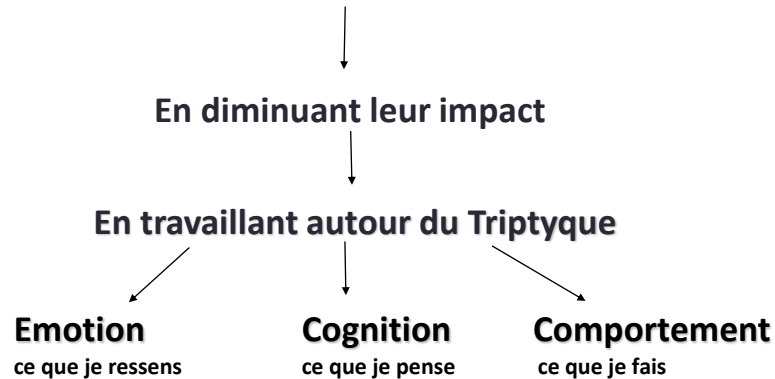 En diminuant leur impact
En travaillant autour du Triptyque
Emotion Cognition Comportement
ce que je ressens ce que je pense ce que je fais